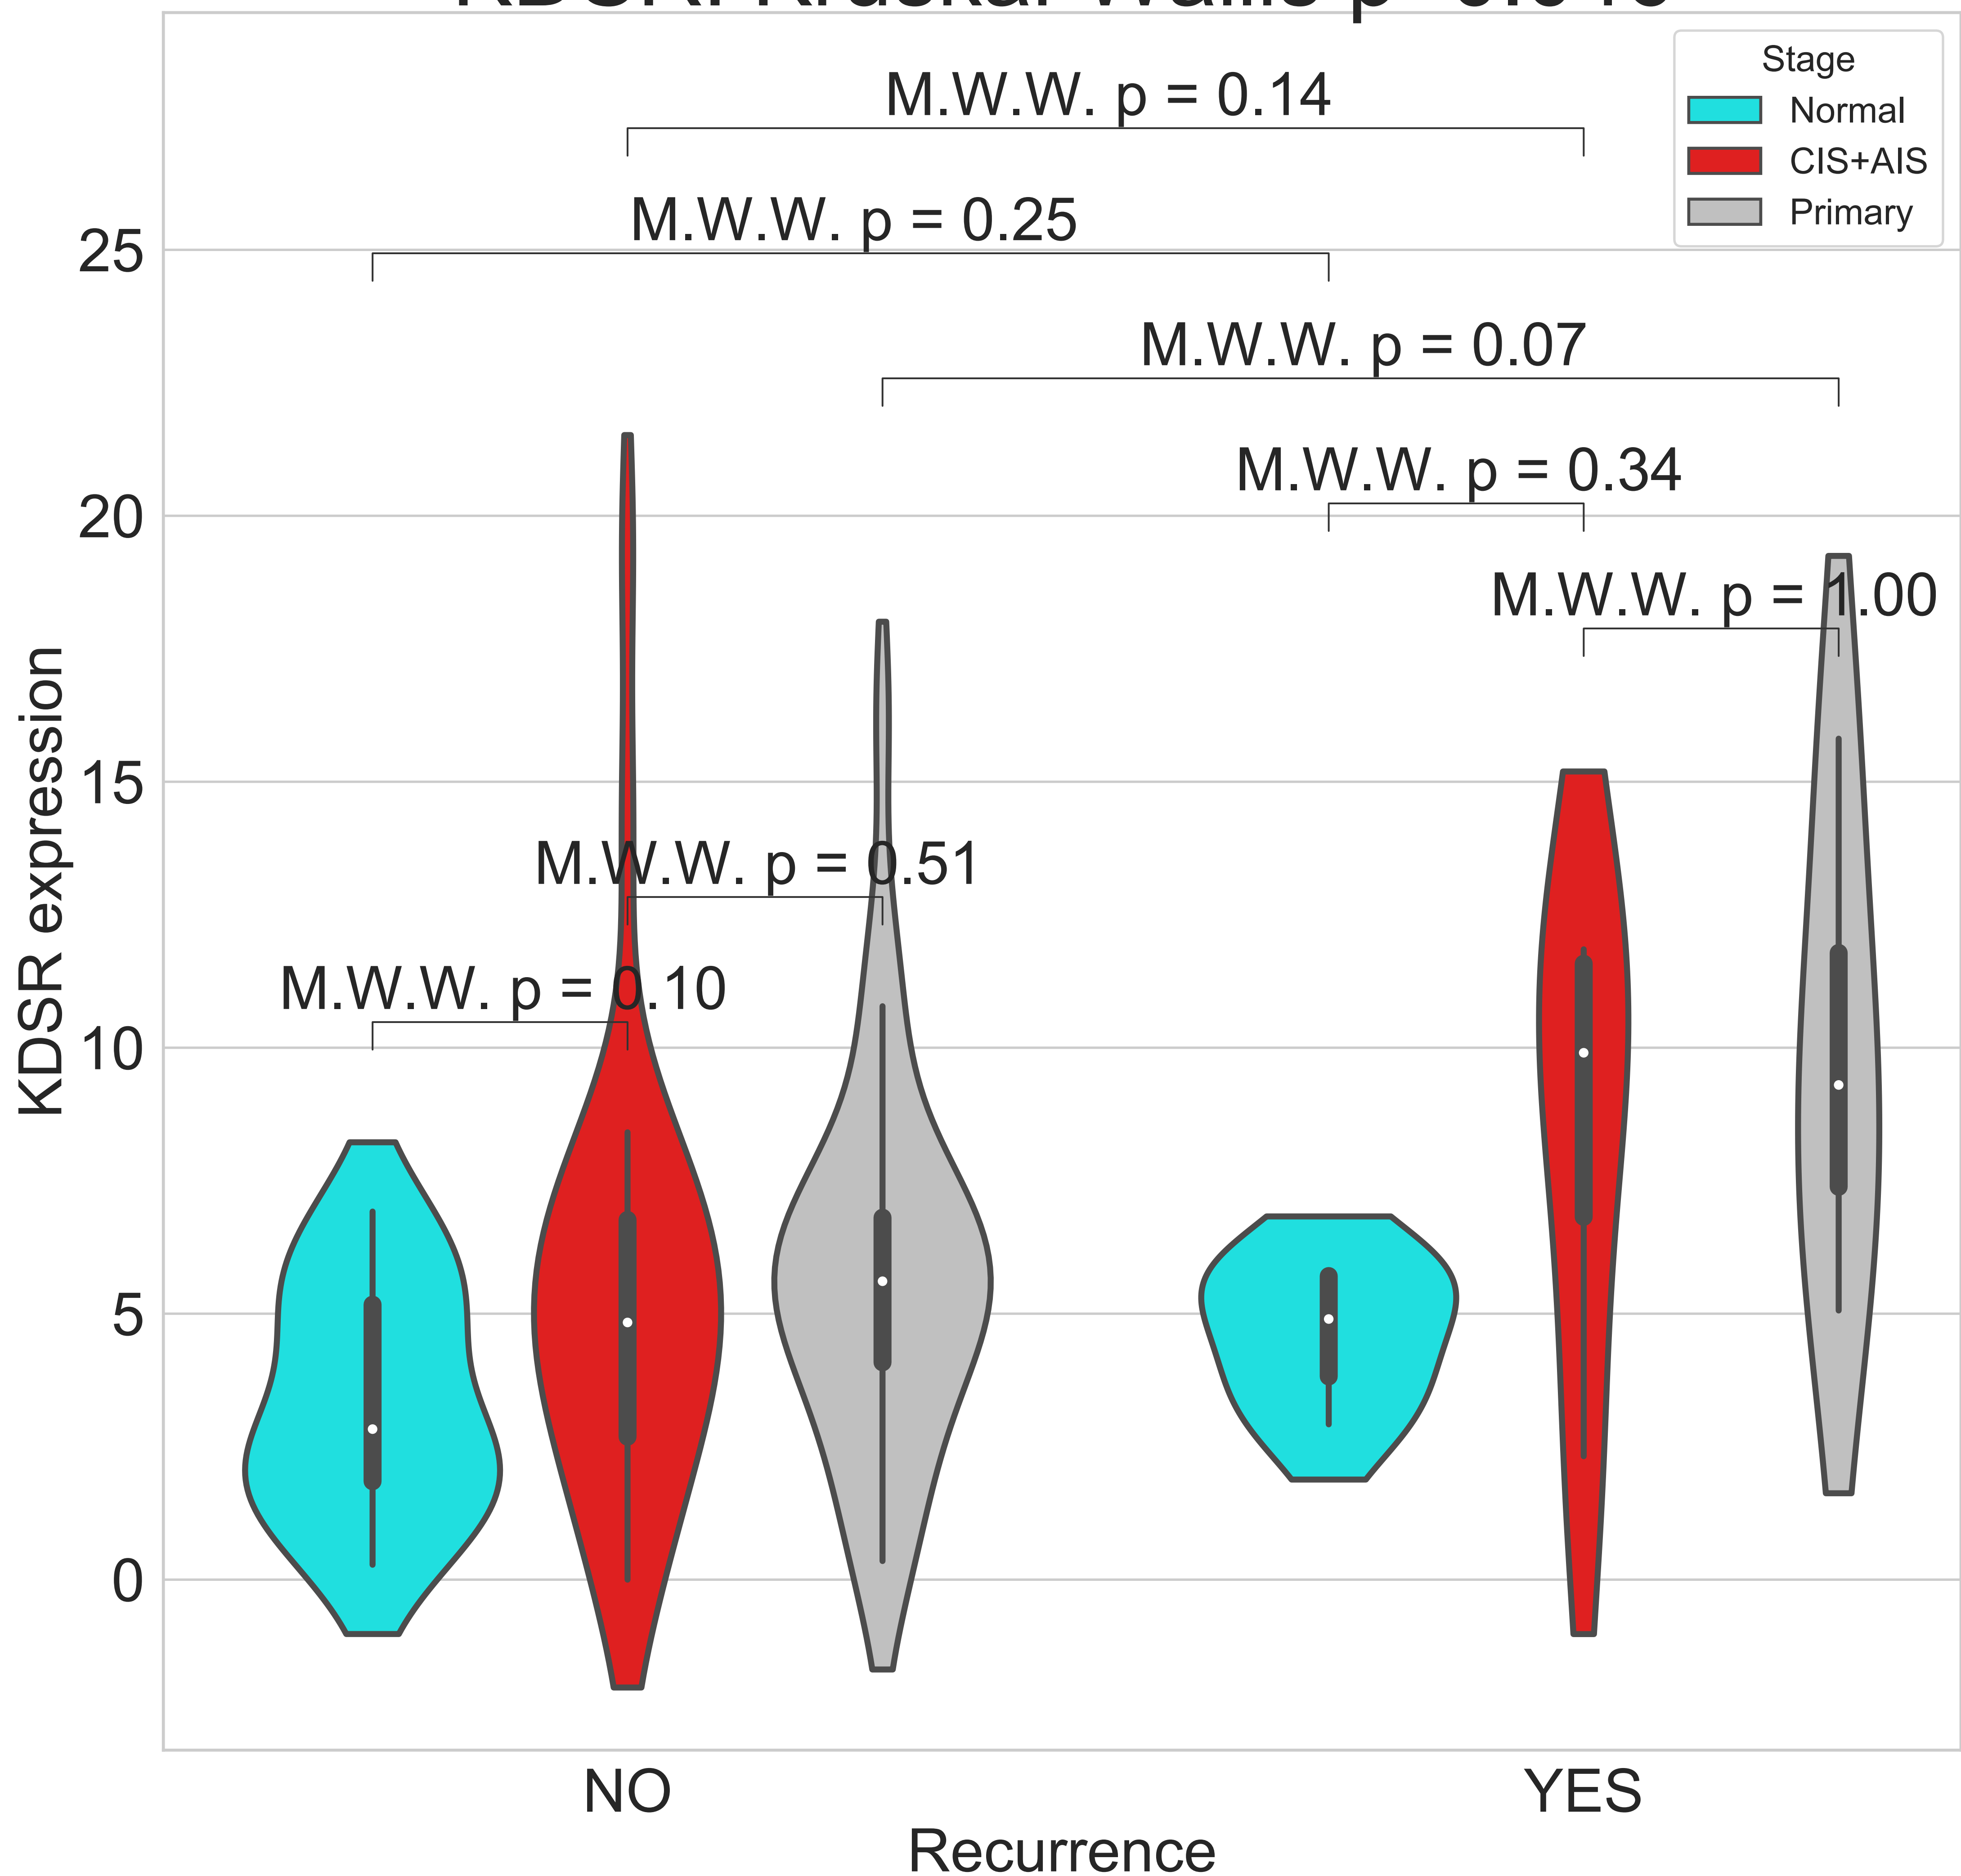 Stage
Normal
CIS+AIS
Primary
M.W.W. p = 0.14
M.W.W. p = 0.25
M.W.W. p = 0.07
M.W.W. p = 0.34
M.W.W. p = 1.00
M.W.W. p = 0.51
M.W.W. p = 0.10
KDSR expression
25
20
15
10
5
0
NO
YES
Recurrence